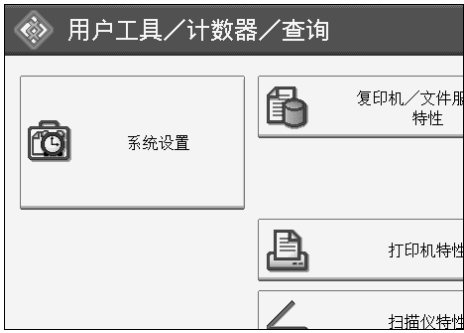 用户工具／计数器／查询
系统设置
复印机／文件服
特性
打印机特性
扫描仪特性